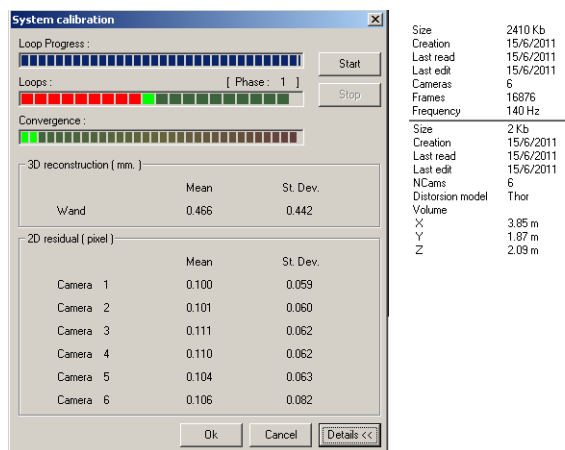 System calibration
Loop Progress :
Start
Loops : [ Phase : 1 ]
Stop
Convergence :
3D reconstruction ( mm. )
Mean St. Dev.
Wand 0.466 0.442
2D residual ( pixel )
Mean St. Dev.
Camera 1 0.100 0.059
Camera 2 0.101 0.060
Camera 3 0.111 0.062
Camera 4 0.110 0.062
Camera 5 0.104 0.063
Camera 6 0.106 0.082
Ok Cancel Details <<
Size 2410 Kb
Creation 15/6/2011
Last read 15/6/2011
Last edit 15/6/2011
Cameras 6
Frames 16876
Frequency 140 Hz
Size 2 Kb
Creation 15/6/2011
Last read 15/6/2011
Last edit 15/6/2011
NCams 6
Distorsion model Thor
Volume
X 3.85 m
Y 1.87 m
Z 2.09 m